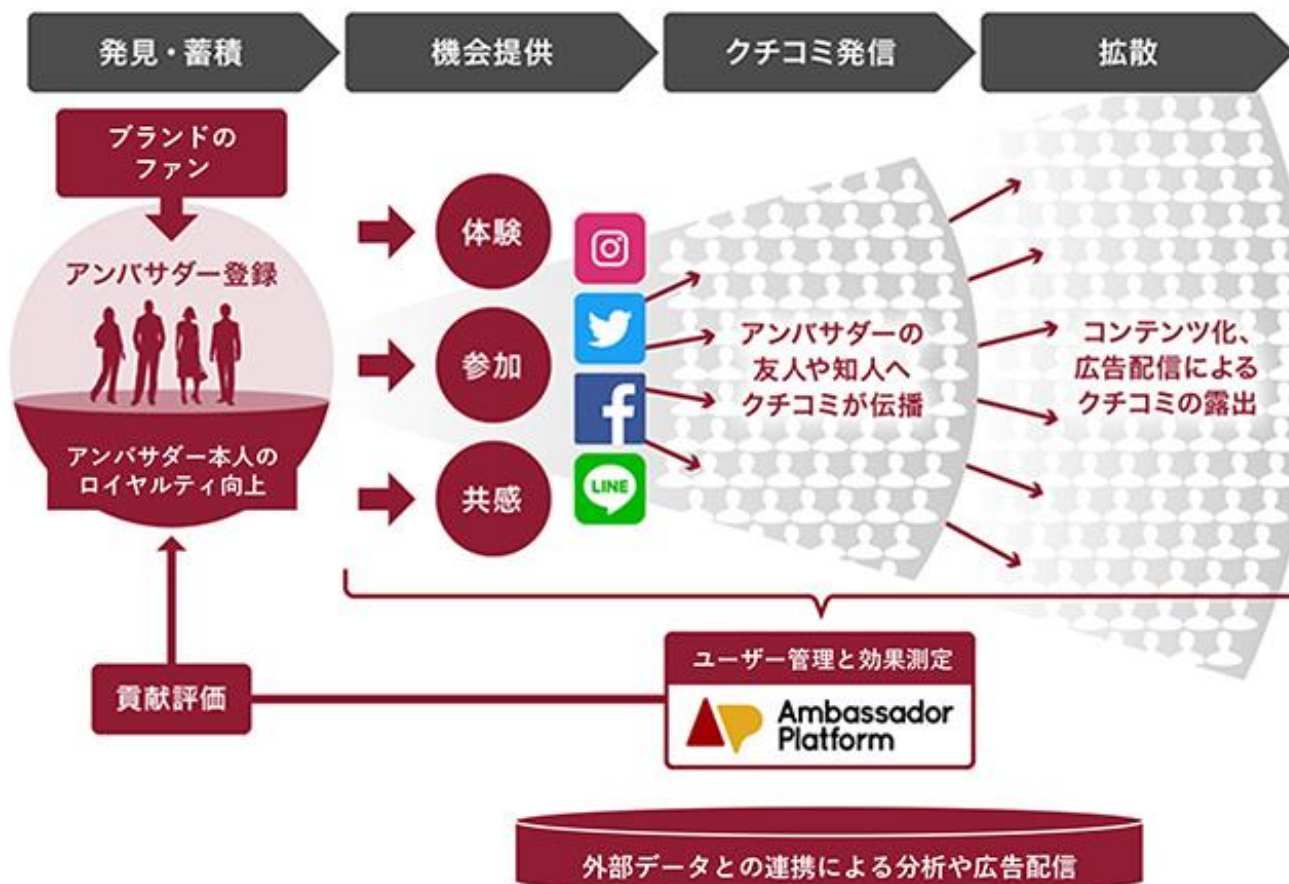 発見・蓄積
機会提供
クチコミ発信
拡散
ブランドの
ファン
アンバサダー登録
アンバサダー本人の
ロイヤルティ向上
体験
参加
共感
LINE
アンバサダーの
友人や知人へ
クチコミが伝播
コンテンツ化、
広告配信による
クチコミの露出
貢献評価
ユーザー管理と効果測定
Ambassador
Platform
外部データとの連携による分析や広告配信